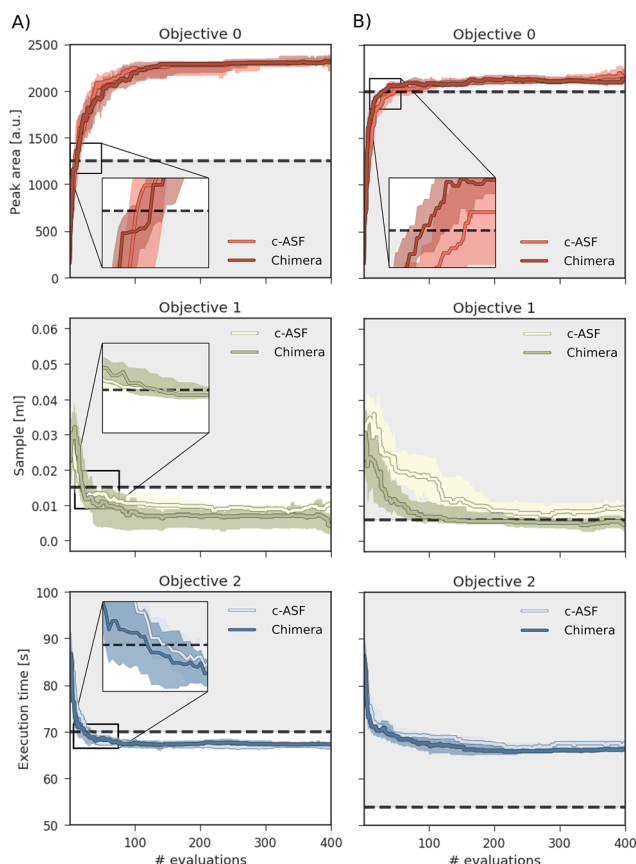 A)
B)
Objective 0
Objective 0
Peak area [a.u.]
2500
2000
1500
1000
500
0
c-ASF
Chimera
c-ASF
Chimera
Objective 1
Objective 1
Sample [ml]
0.06
0.05
0.04
0.03
0.02
0.01
0.0
c-ASF
Chimera
c-ASF
Chimera
Objective 2
Objective 2
Execution time [s]
100
90
80
70
60
50
c-ASF
Chimera
c-ASF
Chimera
100 200 300 400
100 200 300 400
# evaluations
# evaluations